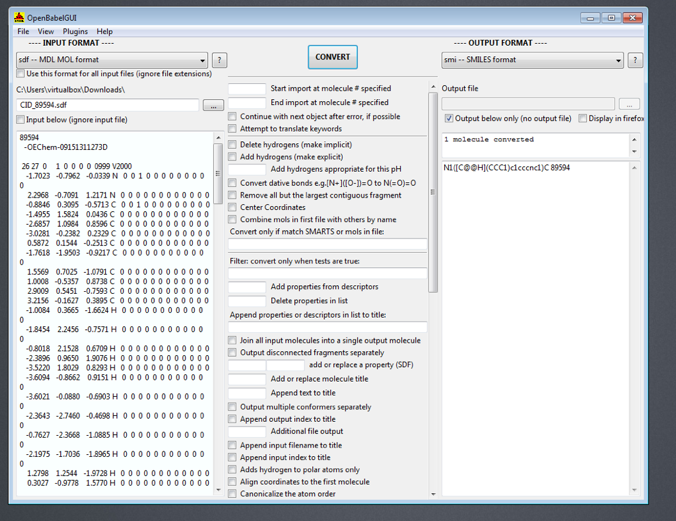 OpenBabelGUI
File View Plugins Help
---- INPUT FORMAT ----
sdf -- MDL MOL format
?
Use this format for all input files (ignore file extensions)
C:\Users\virtualbox\Downloads\
CID_89594.sdf
...
Input below (ignore input file)
89594
-OEChem-09151311273D
26 27 0 1 0 0 0 0 0999 V2000
-1.7023 -0.7962 -0.0339 N 0 0 1 0 0 0 0 0 0 0 0
0
2.2968 -0.7091 1.2171 N 0 0 0 0 0 0 0 0 0 0 0 0
-0.8846 0.3095 -0.5713 C 0 0 1 0 0 0 0 0 0 0 0 0
-1.4955 1.5824 0.0436 C 0 0 0 0 0 0 0 0 0 0 0 0
-2.6857 1.0984 0.8596 C 0 0 0 0 0 0 0 0 0 0 0 0
-3.0281 -0.2382 0.2329 C 0 0 0 0 0 0 0 0 0 0 0 0
0.5872 0.1544 -0.2513 C 0 0 0 0 0 0 0 0 0 0 0 0
-1.7618 -1.9503 -0.9217 C 0 0 0 0 0 0 0 0 0 0 0
0
1.5569 0.7025 -1.0791 C 0 0 0 0 0 0 0 0 0 0 0 0
1.0008 -0.5357 0.8738 C 0 0 0 0 0 0 0 0 0 0 0 0
2.9009 0.5451 -0.7593 C 0 0 0 0 0 0 0 0 0 0 0 0
3.2156 -0.1627 0.3895 C 0 0 0 0 0 0 0 0 0 0 0 0
-1.0084 0.3665 -1.6624 H 0 0 0 0 0 0 0 0 0 0 0
0
-1.8454 2.2456 -0.7571 H 0 0 0 0 0 0 0 0 0 0 0
0
-0.8018 2.1528 0.6709 H 0 0 0 0 0 0 0 0 0 0 0 0
-2.3896 0.9650 1.9076 H 0 0 0 0 0 0 0 0 0 0 0 0
-3.5220 1.8029 0.8293 H 0 0 0 0 0 0 0 0 0 0 0 0
-3.6094 -0.8662 0.9151 H 0 0 0 0 0 0 0 0 0 0 0
0
-3.6021 -0.0880 -0.6903 H 0 0 0 0 0 0 0 0 0 0 0
0
-2.3643 -2.7460 -0.4698 H 0 0 0 0 0 0 0 0 0 0 0
0
-0.7627 -2.3668 -1.0885 H 0 0 0 0 0 0 0 0 0 0 0
0
-2.1975 -1.7036 -1.8965 H 0 0 0 0 0 0 0 0 0 0 0
0
1.2798 1.2544 -1.9728 H 0 0 0 0 0 0 0 0 0 0 0 0
0.3027 -0.9778 1.5770 H 0 0 0 0 0 0 0 0 0 0 0 0
CONVERT
Start import at molecule # specified
End import at molecule # specified
Continue with next object after error, if possible
Attempt to translate keywords
Delete hydrogens (make implicit)
Add hydrogens (make explicit)
Add hydrogens appropriate for this pH
Convert dative bonds e.g.[N+]([O-])=O to N(=O)=O
Remove all but the largest contiguous fragment
Center Coordinates
Combine mols in first file with others by name
Convert only if match SMARTS or mols in file:
Filter: convert only when tests are true:
Add properties from descriptors
Delete properties in list
Append properties or descriptors in list to title:
Join all input molecules into a single output molecule
Output disconnected fragments separately
add or replace a property (SDF)
Add or replace molecule title
Append text to title
Output multiple conformers separately
Append output index to title
Additional file output
Append input filename to title
Append input index to title
Adds hydrogen to polar atoms only
Align coordinates to the first molecule
Canonicalize the atom order
---- OUTPUT FORMAT ----
smi -- SMILES format
?
Output file
...
Output below only (no output file)
Display in firefox
1 molecule converted
N1([C@@H](CCC1)c1cccnc1)C 89594